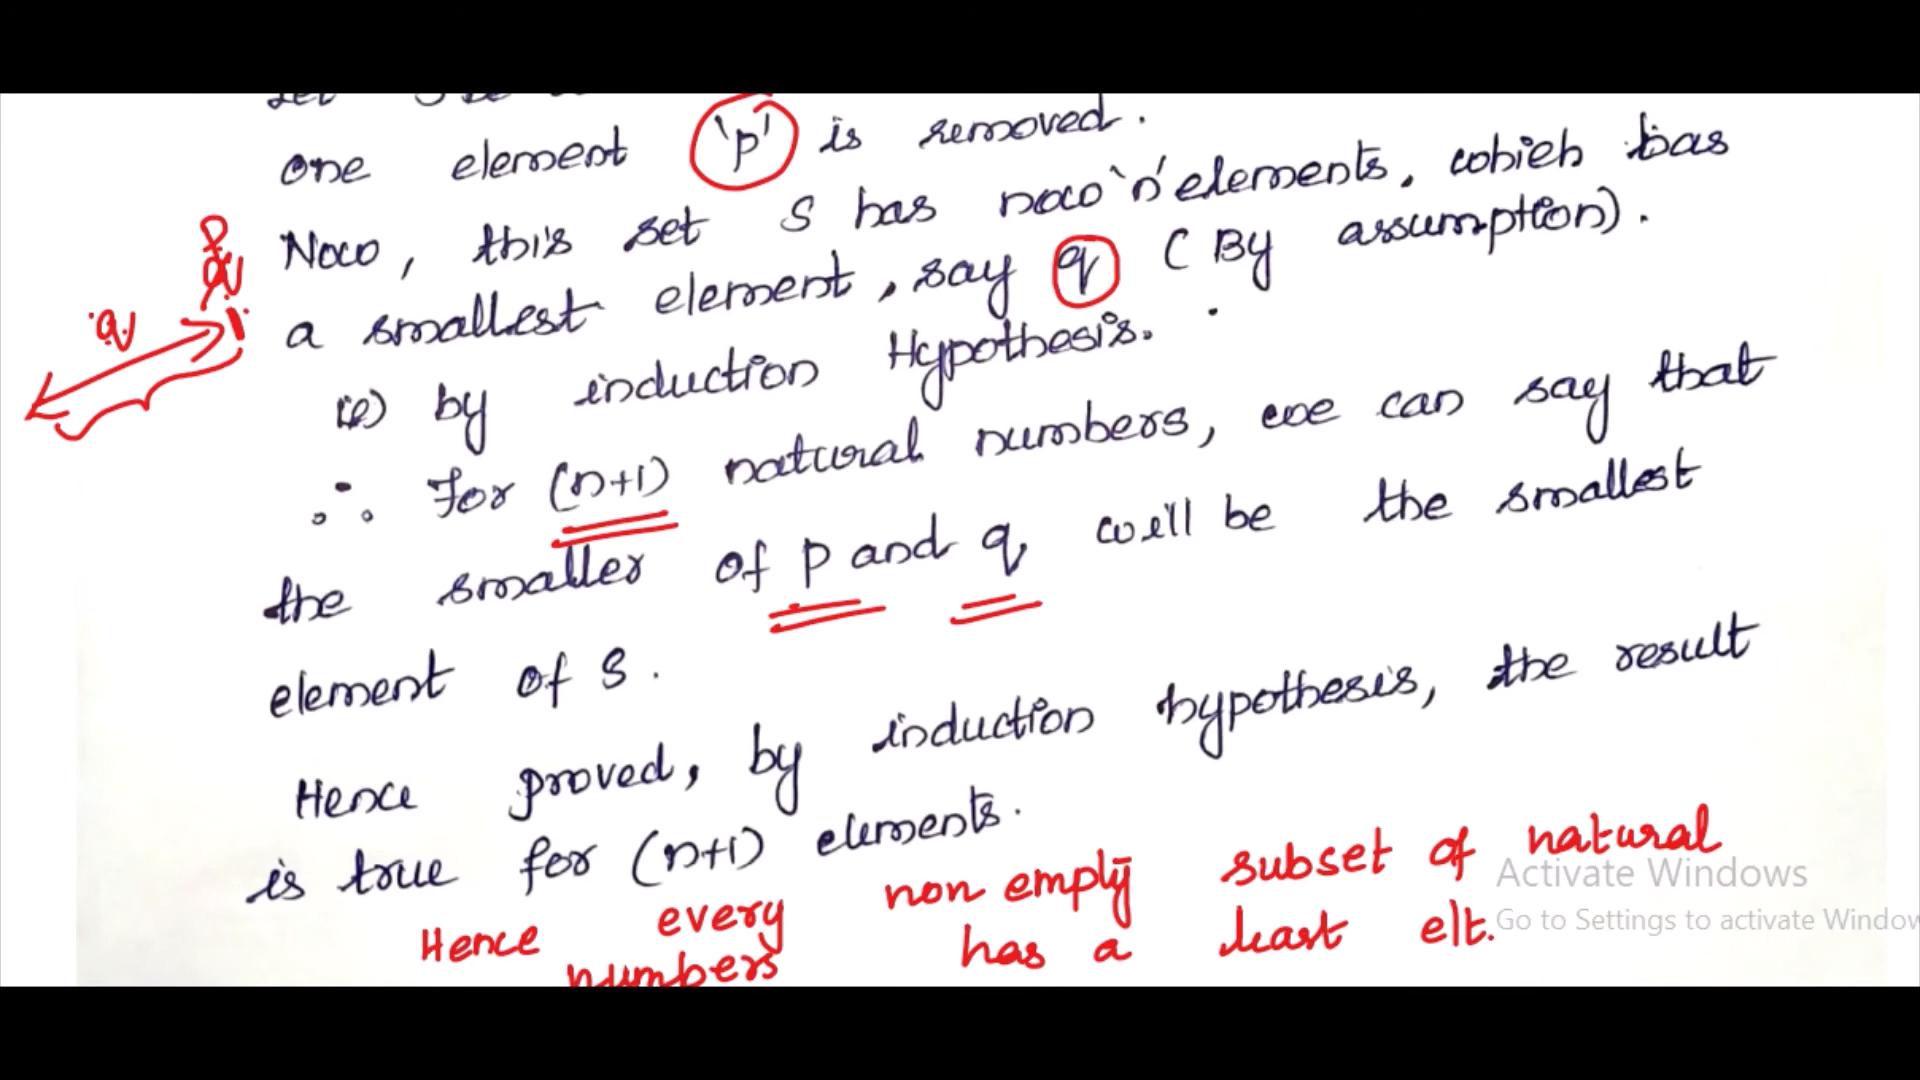 one element 'p' is removed.
Now, this set S has now 'n' elements, which has
a smallest element, say q (By assumption).
(ie) by induction Hypothesis.
∴ For (n+1) natural numbers, we can say that
the smaller of p and q will be the smallest
element of S.
Hence proved, by induction hypothesis, the result
is true for (n+1) elements.
Hence every non empty subset of natural
numbers has a least elt.
p
q
Activate Windows
Go to Settings to activate Window